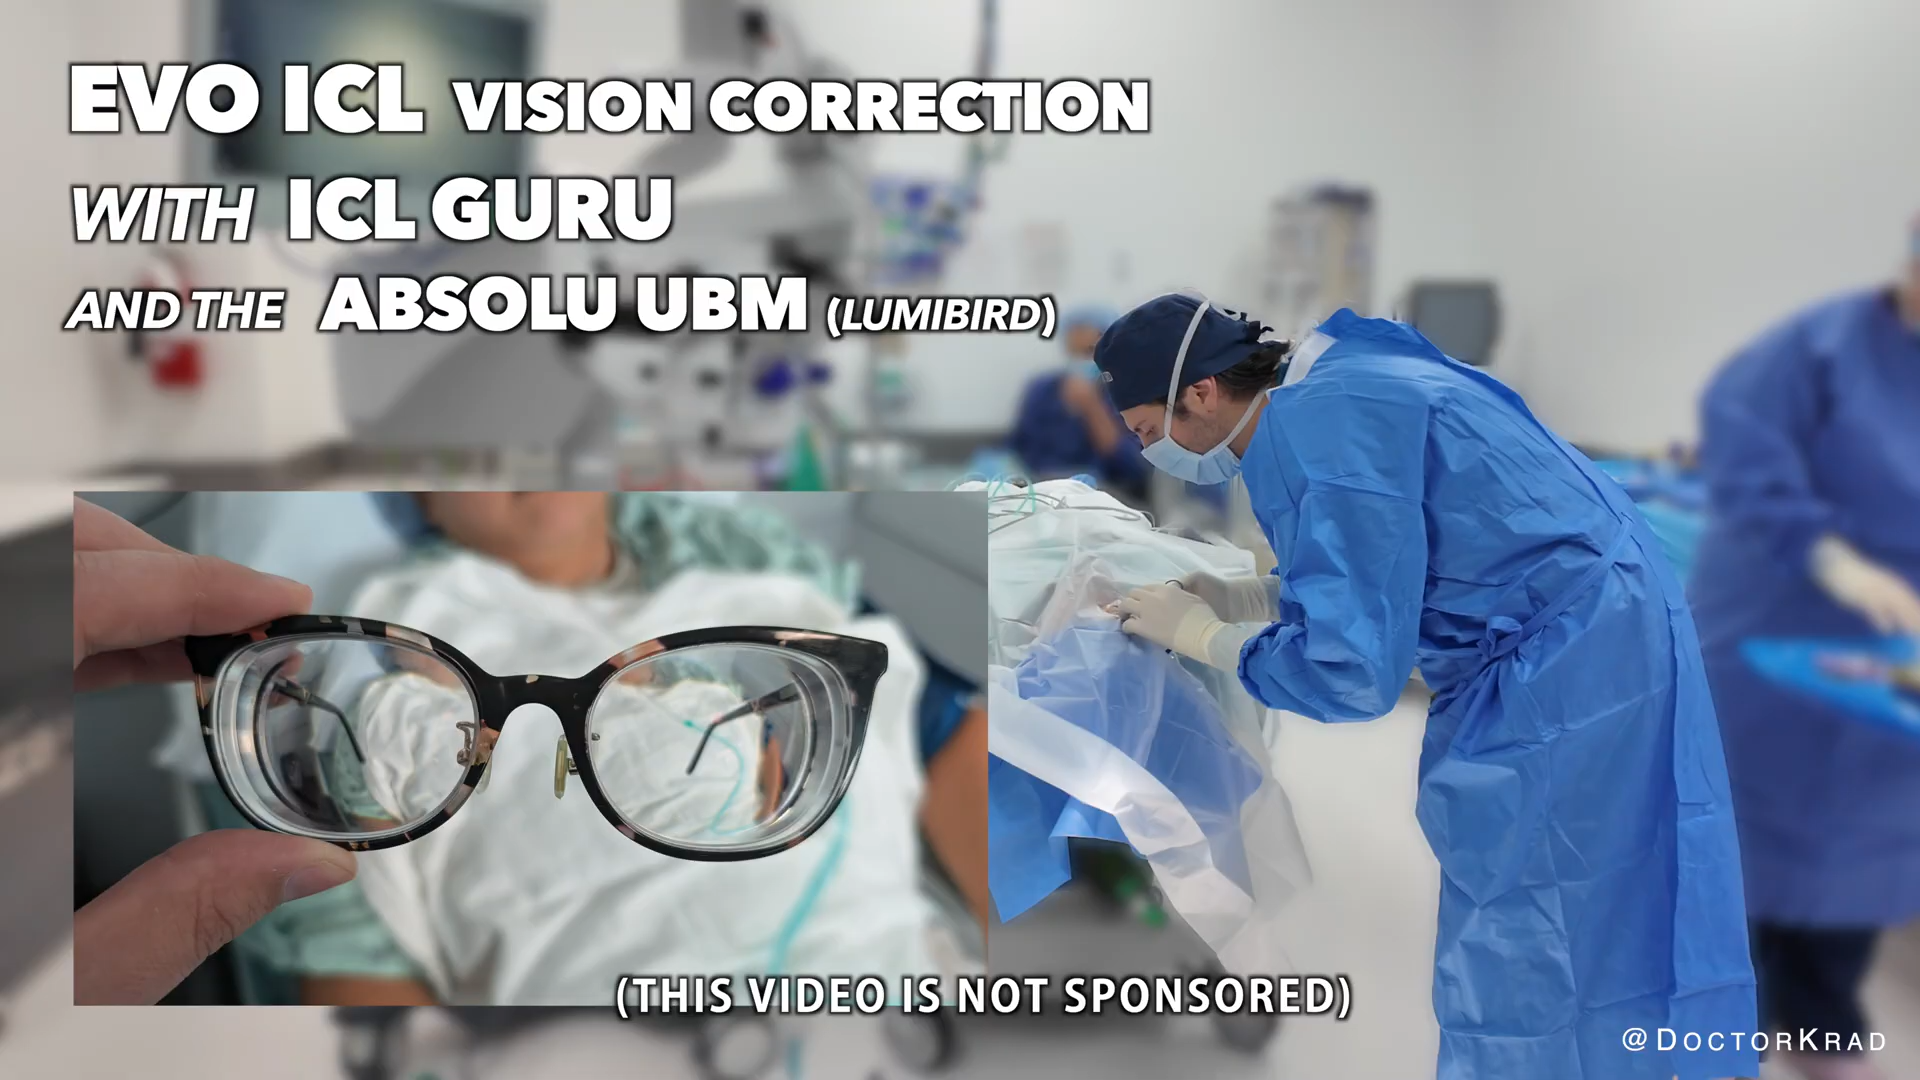 EVO ICL VISION CORRECTION
WITH ICL GURU
AND THE ABSOLU UBM (LUMIBIRD)
(THIS VIDEO IS NOT SPONSORED)
@DOCTORKRAD